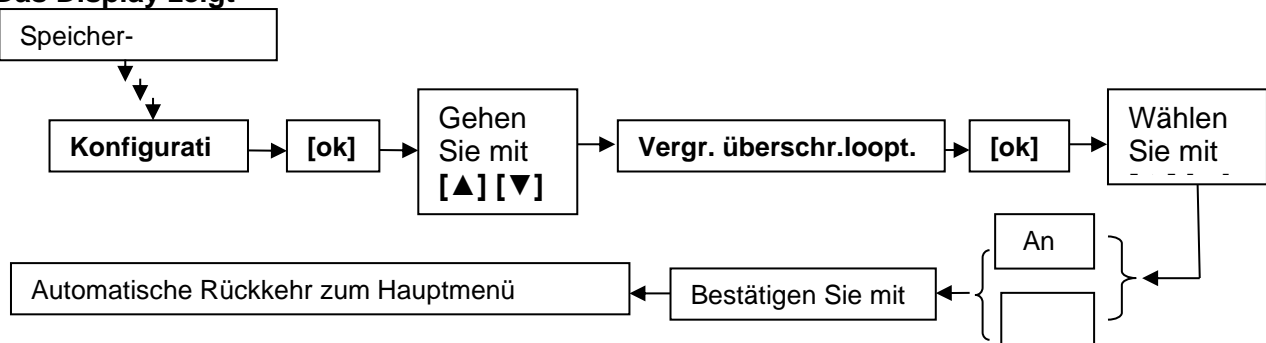 Das Display zeigt
Speicher-
Konfigurati
[ok]
Gehen
Sie mit
[▲] [▼]
Vergr. überschr.loopt.
[ok]
Wählen
Sie mit
An
Bestätigen Sie mit
Automatische Rückkehr zum Hauptmenü